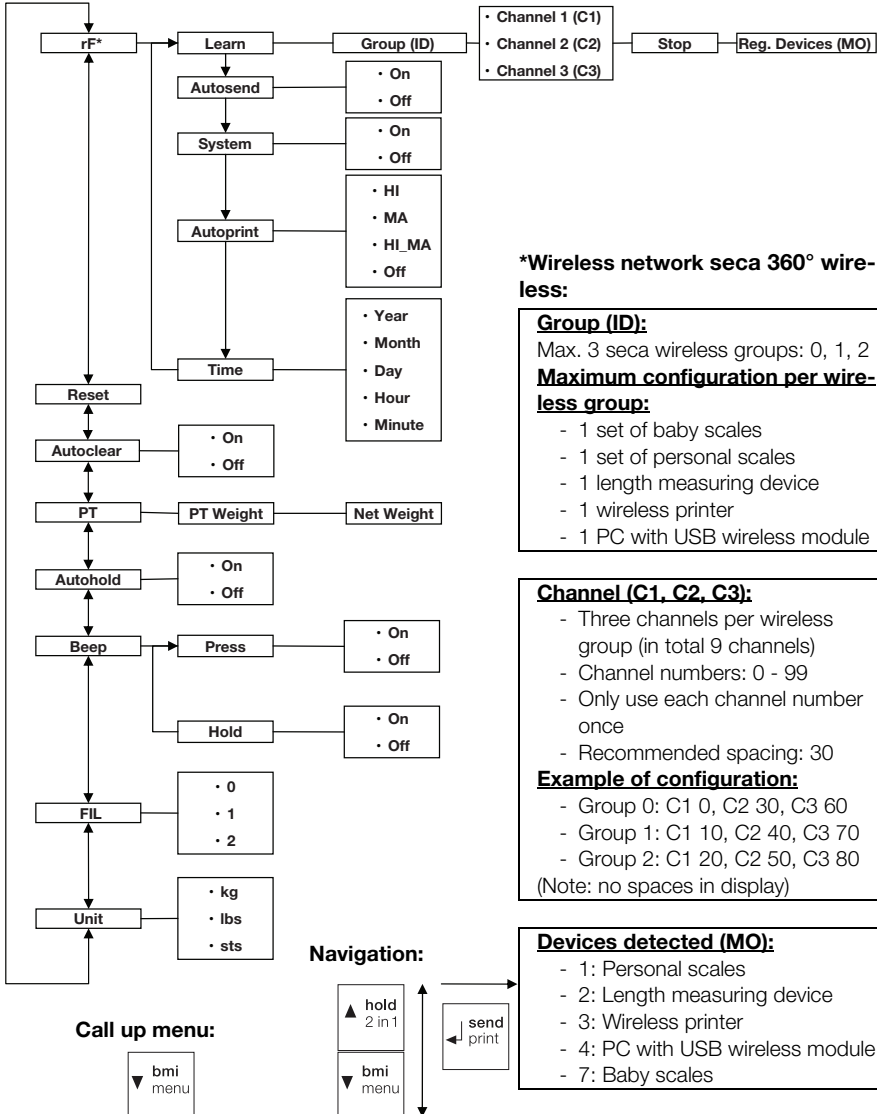 rF*
Learn
Group (ID)
• Channel 1 (C1)
• Channel 2 (C2)
• Channel 3 (C3)
Stop
Reg. Devices (MO)
Autosend
• On
• Off
System
• On
• Off
Autoprint
• HI
• MA
• HI_MA
• Off
Time
• Year
• Month
• Day
• Hour
• Minute
Reset
Autoclear
• On
• Off
PT
PT Weight
Net Weight
Autohold
• On
• Off
Beep
Press
• On
• Off
Hold
• On
• Off
FIL
• 0
• 1
• 2
Unit
• kg
• lbs
• sts
Call up menu:
bmi
menu
Navigation:
hold
2 in 1
bmi
menu
send
print
*Wireless network seca 360° wire-
less:
Group (ID):
Max. 3 seca wireless groups: 0, 1, 2
Maximum configuration per wire-
less group:
- 1 set of baby scales
- 1 set of personal scales
- 1 length measuring device
- 1 wireless printer
- 1 PC with USB wireless module
Channel (C1, C2, C3):
- Three channels per wireless
group (in total 9 channels)
- Channel numbers: 0 - 99
- Only use each channel number
once
- Recommended spacing: 30
Example of configuration:
- Group 0: C1 0, C2 30, C3 60
- Group 1: C1 10, C2 40, C3 70
- Group 2: C1 20, C2 50, C3 80
(Note: no spaces in display)
Devices detected (MO):
- 1: Personal scales
- 2: Length measuring device
- 3: Wireless printer
- 4: PC with USB wireless module
- 7: Baby scales